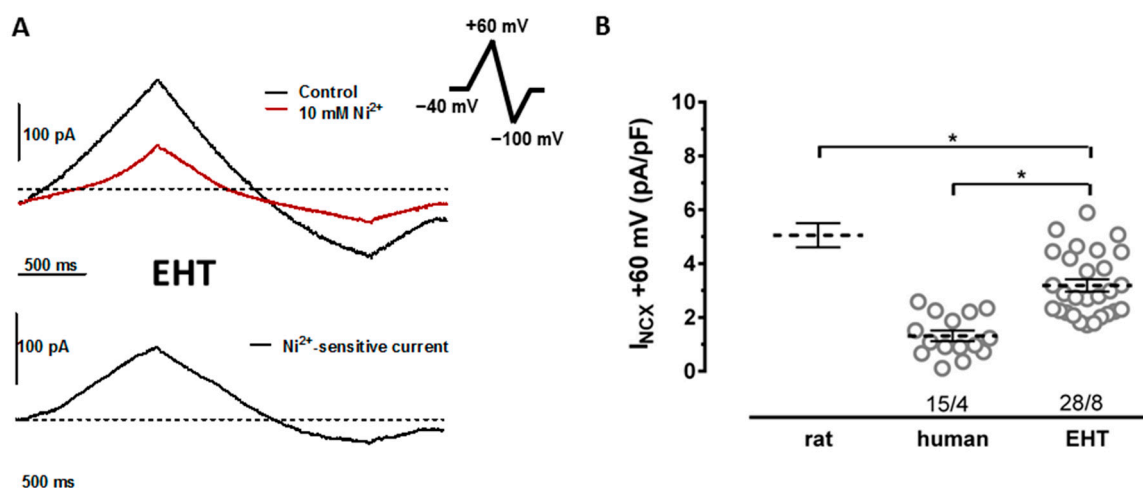 A
+60 mV
−40 mV
−100 mV
Control
10 mM Ni²⁺
100 pA
500 ms
EHT
100 pA
Ni²⁺-sensitive current
500 ms
B
I_NCX +60 mV (pA/pF)
10
8
6
4
2
0
*
*
15/4
28/8
rat
human
EHT